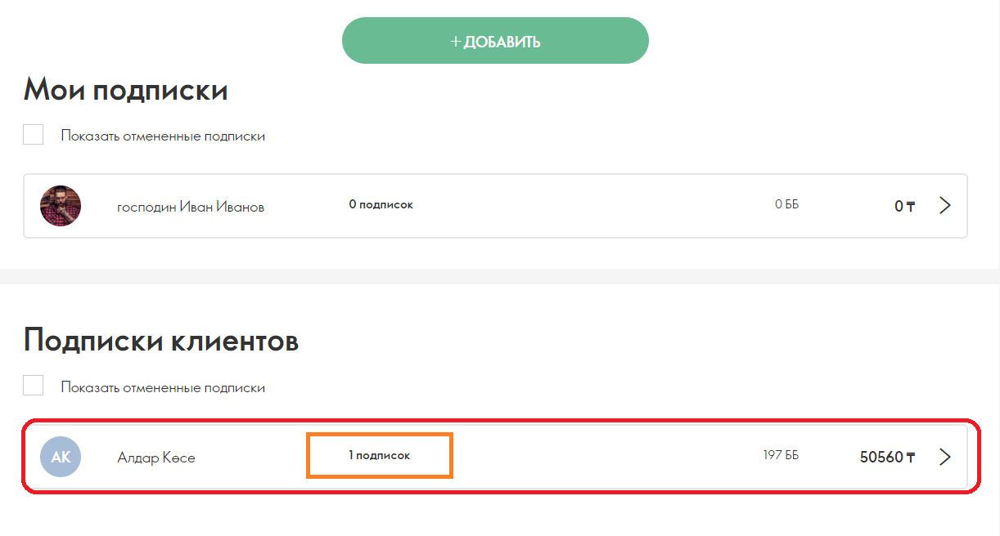 + ДОБАВИТЬ
Мои подписки
Показать отмененные подписки
господин Иван Иванов 0 подписок 0 ББ 0 ₸
Подписки клиентов
Показать отмененные подписки
АК Алдар Көсе 1 подписок 197 ББ 50560 ₸